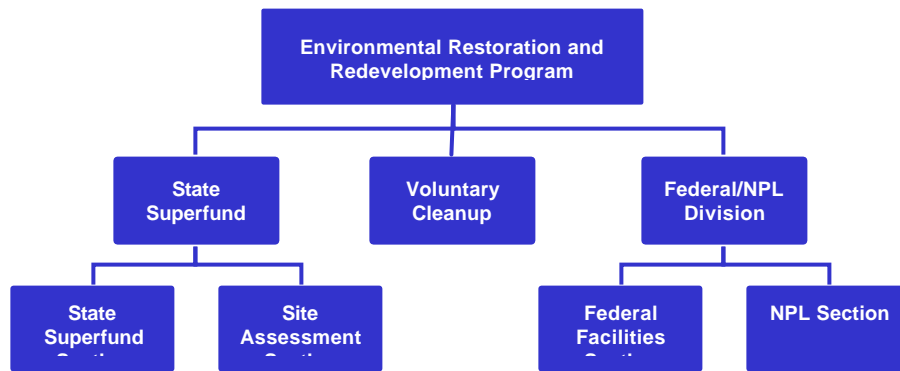 Environmental Restoration and
Redevelopment Program
State
Superfund
Voluntary
Cleanup
Federal/NPL
Division
State
Superfund
Site
Assessment
Federal
Facilities
NPL Section